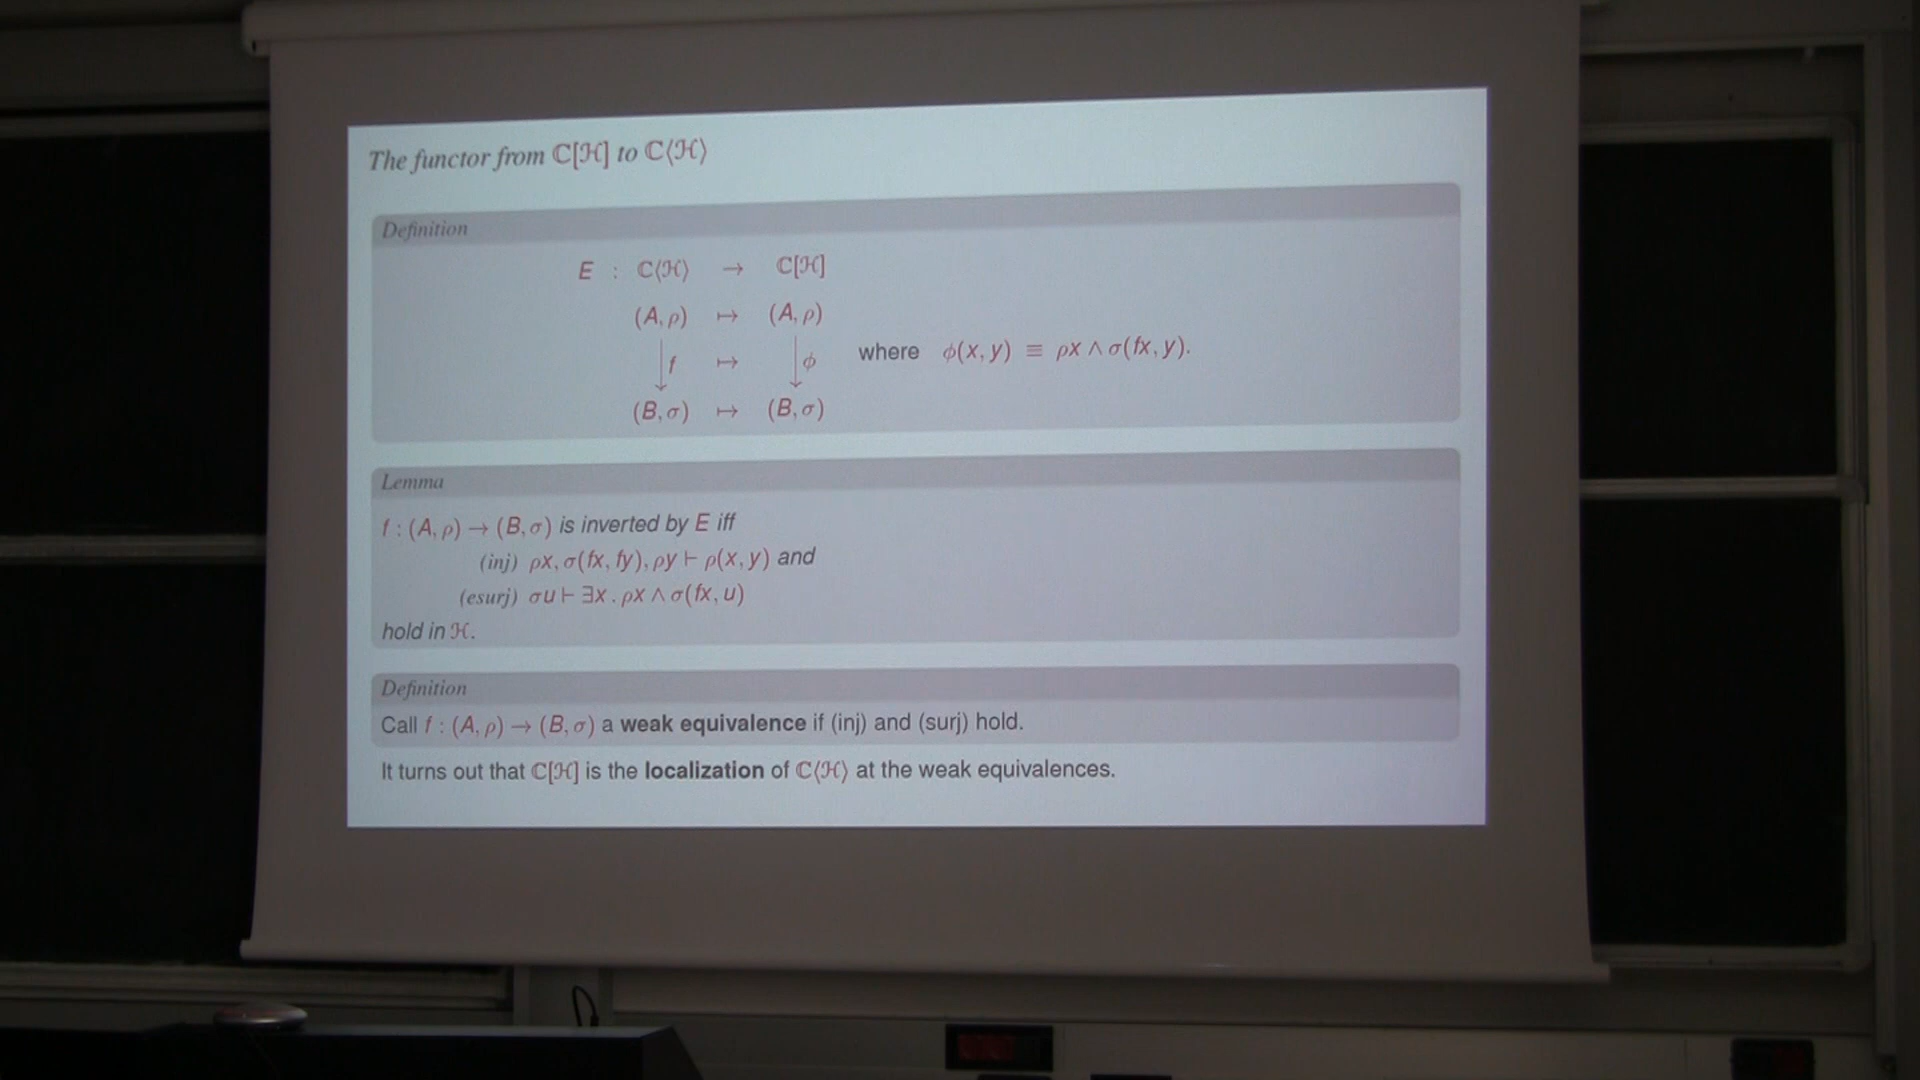 The functor from ℂ[ℋ] to ℂ⟨ℋ⟩
Definition
E : ℂ⟨ℋ⟩ → ℂ[ℋ]
(A, ρ) ↦ (A, ρ)
f ↦ ϕ where ϕ(x, y) ≡ ρx ∧ σ(fx, y).
(B, σ) ↦ (B, σ)
Lemma
f : (A, ρ) → (B, σ) is inverted by E iff
(inj) ρx, σ(fx, fy), ρy ⊢ ρ(x, y) and
(esurj) σu ⊢ ∃x . ρx ∧ σ(fx, u)
hold in ℋ.
Definition
Call f : (A, ρ) → (B, σ) a weak equivalence if (inj) and (surj) hold.
It turns out that ℂ[ℋ] is the localization of ℂ⟨ℋ⟩ at the weak equivalences.